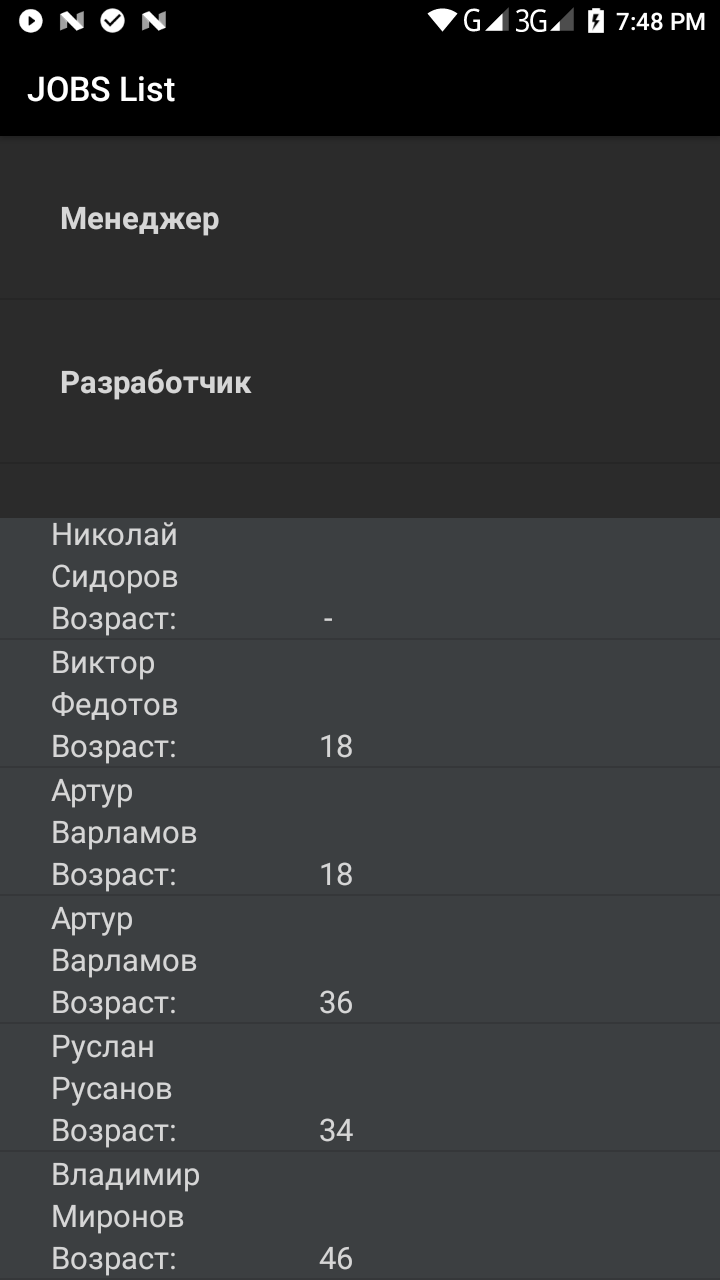 G 3G 7:48 PM
JOBS List
Менеджер
Разработчик
Николай
Сидоров
Возраст: -
Виктор
Федотов
Возраст: 18
Артур
Варламов
Возраст: 18
Артур
Варламов
Возраст: 36
Руслан
Русанов
Возраст: 34
Владимир
Миронов
Возраст: 46